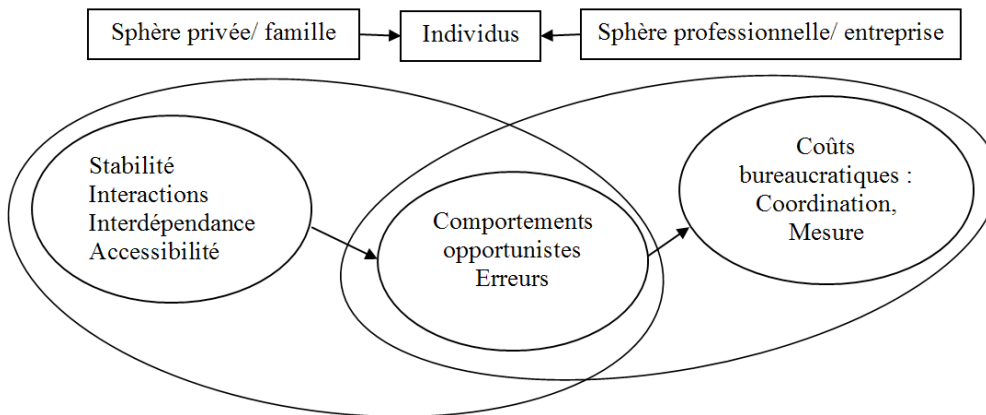 Sphère privée/ famille
Individus
Sphère professionnelle/ entreprise
Stabilité
Interactions
Interdépendance
Accessibilité
Comportements
opportunistes
Erreurs
Coûts
bureaucratiques :
Coordination,
Mesure